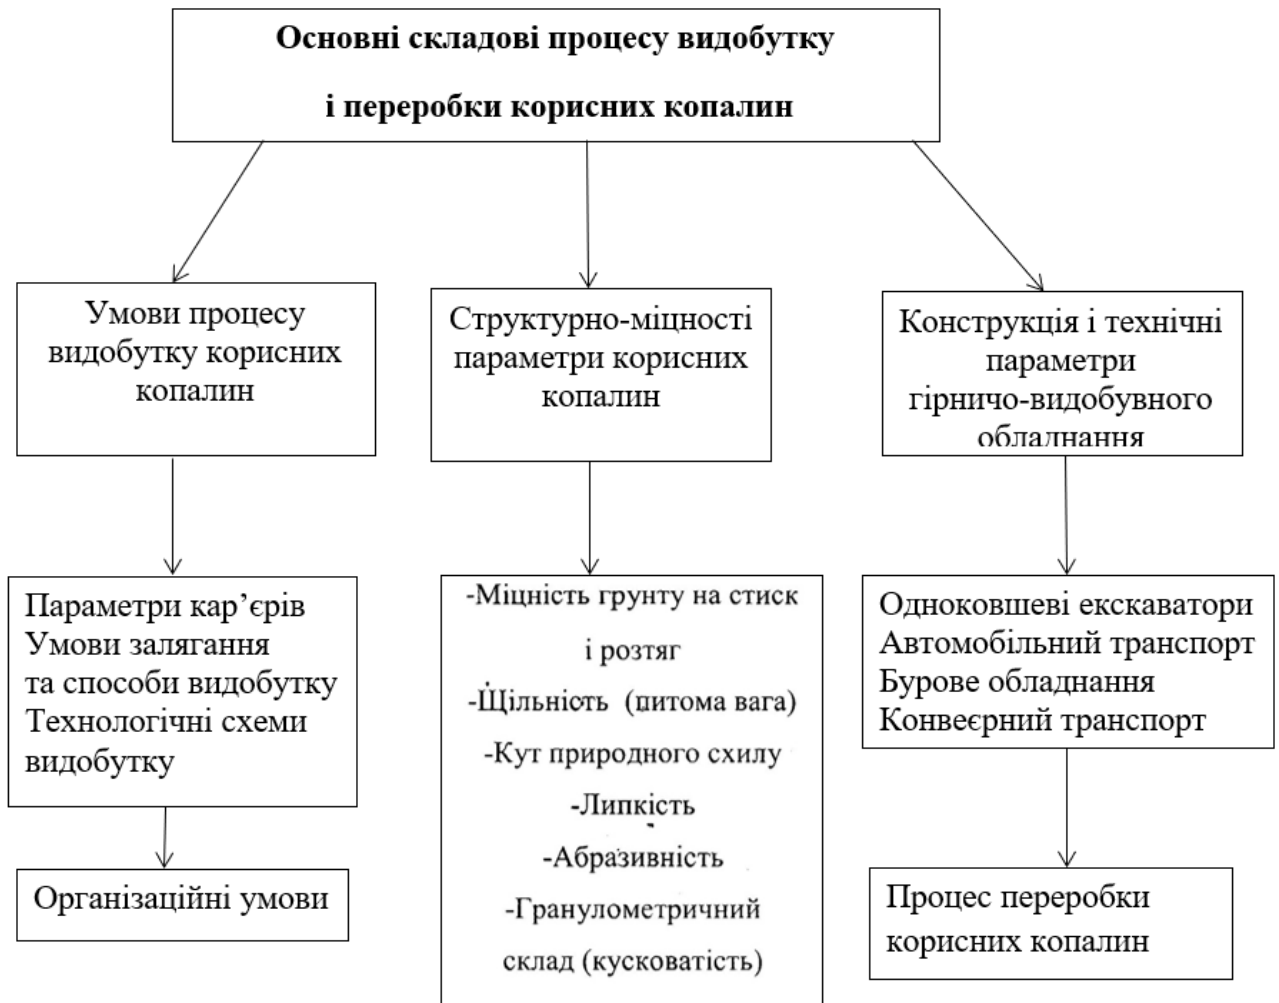 Основні складові процесу видобутку
і переробки корисних копалин
Умови процесу
видобутку корисних
копалин
Структурно-міцності
параметри корисних
копалин
Конструкція і технічні
параметри
гірничо-видобувного
обладнання
Параметри кар’єрів
Умови залягання
та способи видобутку
Технологічні схеми
видобутку
-Міцність грунту на стиск
і розтяг
-Щільність (питома вага)
-Кут природного схилу
-Липкість
-Абразивність
-Гранулометричний
склад (кусковатість)
Одноковшеві екскаватори
Автомобільний транспорт
Бурове обладнання
Конвеєрний транспорт
Організаційні умови
Процес переробки
корисних копалин